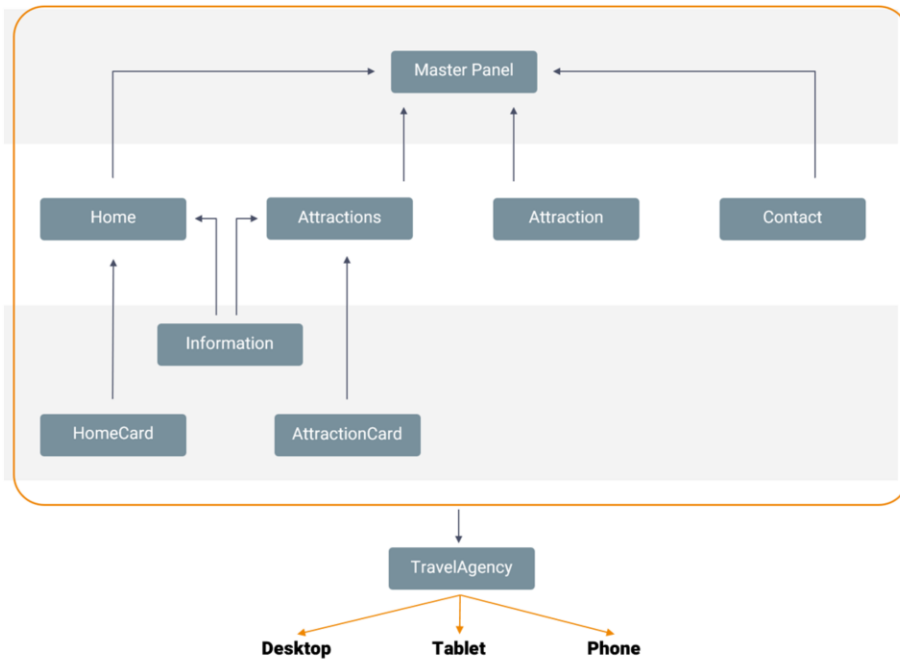 Master Panel
Home
Attractions
Attraction
Contact
Information
HomeCard
AttractionCard
TravelAgency
Desktop
Tablet
Phone